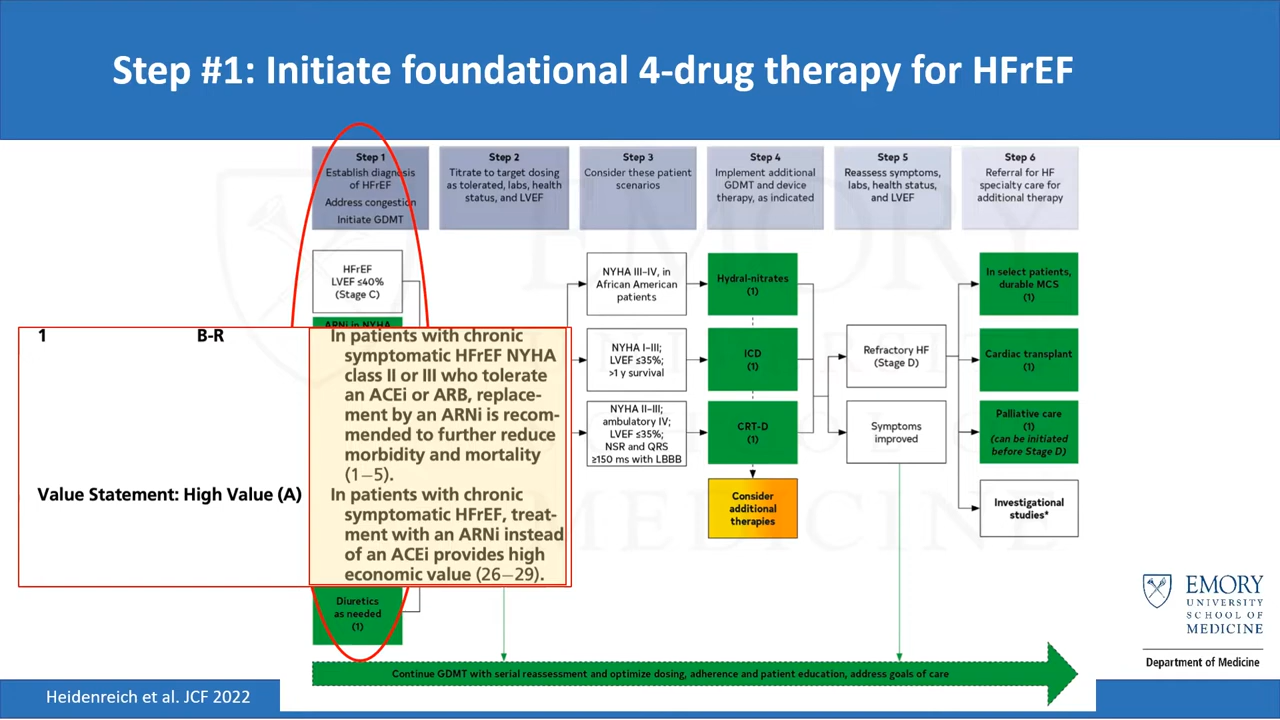 Step #1: Initiate foundational 4-drug therapy for HFrEF
Step 1
Establish diagnosis
of HFrEF
Address congestion
Initiate GDMT
Step 2
Titrate to target dosing
as tolerated, labs, health
status, and LVEF
Step 3
Consider these patient
scenarios
Step 4
Implement additional
GDMT and device
therapy, as indicated
Step 5
Reassess symptoms,
labs, health status,
and LVEF
Step 6
Referral for HF
specialty care for
additional therapy
HFrEF
LVEF ≤40%
(Stage C)
ARNi in NYHA
1
B-R
In patients with chronic
symptomatic HFrEF NYHA
class II or III who tolerate
an ACEi or ARB, replace-
ment by an ARNi is recom-
mended to further reduce
morbidity and mortality
(1–5).
Value Statement: High Value (A)
In patients with chronic
symptomatic HFrEF, treat-
ment with an ARNi instead
of an ACEi provides high
economic value (26–29).
Diuretics
as needed
(1)
NYHA III–IV, in
African American
patients
NYHA I–III;
LVEF ≤35%;
>1 y survival
NYHA II–III;
ambulatory IV;
LVEF ≤35%;
NSR and QRS
≥150 ms with LBBB
Hydral-nitrates
(1)
ICD
(1)
CRT-D
(1)
Consider
additional
therapies
Refractory HF
(Stage D)
Symptoms
improved
In select patients,
durable MCS
(1)
Cardiac transplant
(1)
Palliative care
(1)
(can be initiated
before Stage D)
Investigational
studies*
Continue GDMT with serial reassessment and optimize dosing, adherence and patient education, address goals of care
EMORY
UNIVERSITY
SCHOOL OF
MEDICINE
Department of Medicine
Heidenreich et al. JCF 2022